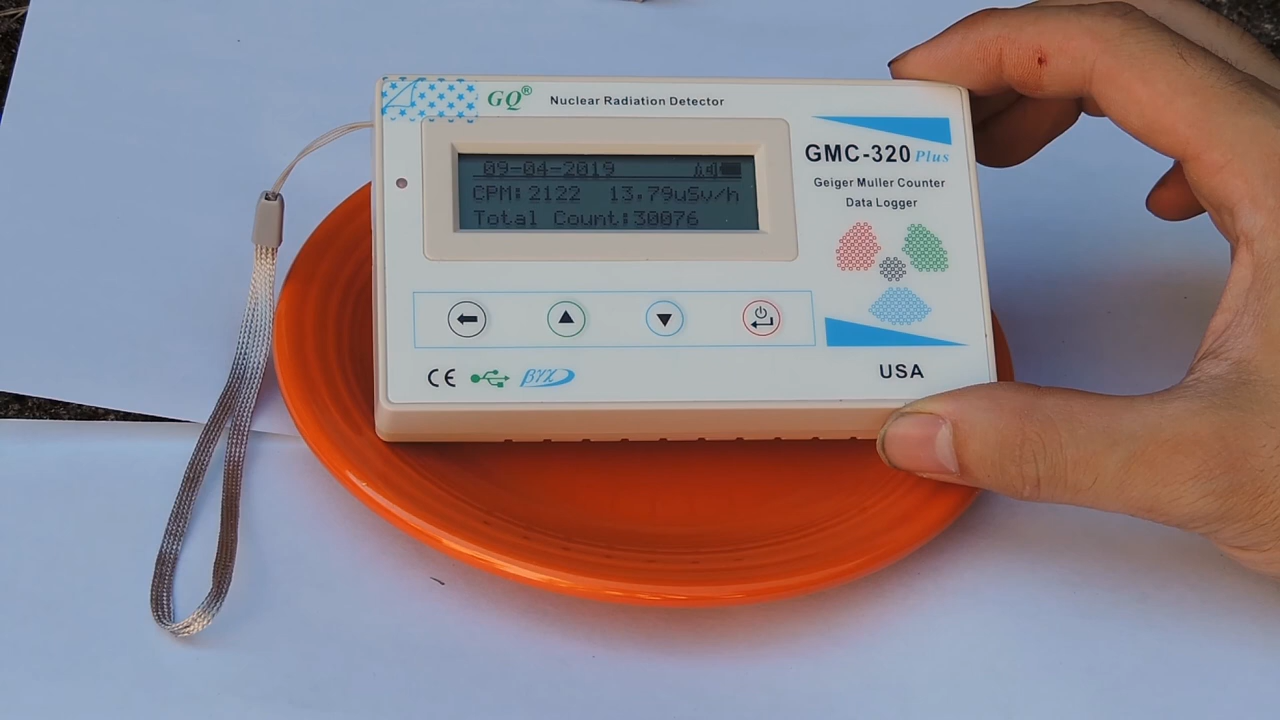 GQ® Nuclear Radiation Detector
09-04-2019
CPM:2122 13.79uSv/h
Total Count:30076
GMC-320 Plus
Geiger Muller Counter
Data Logger
CE βγX
USA